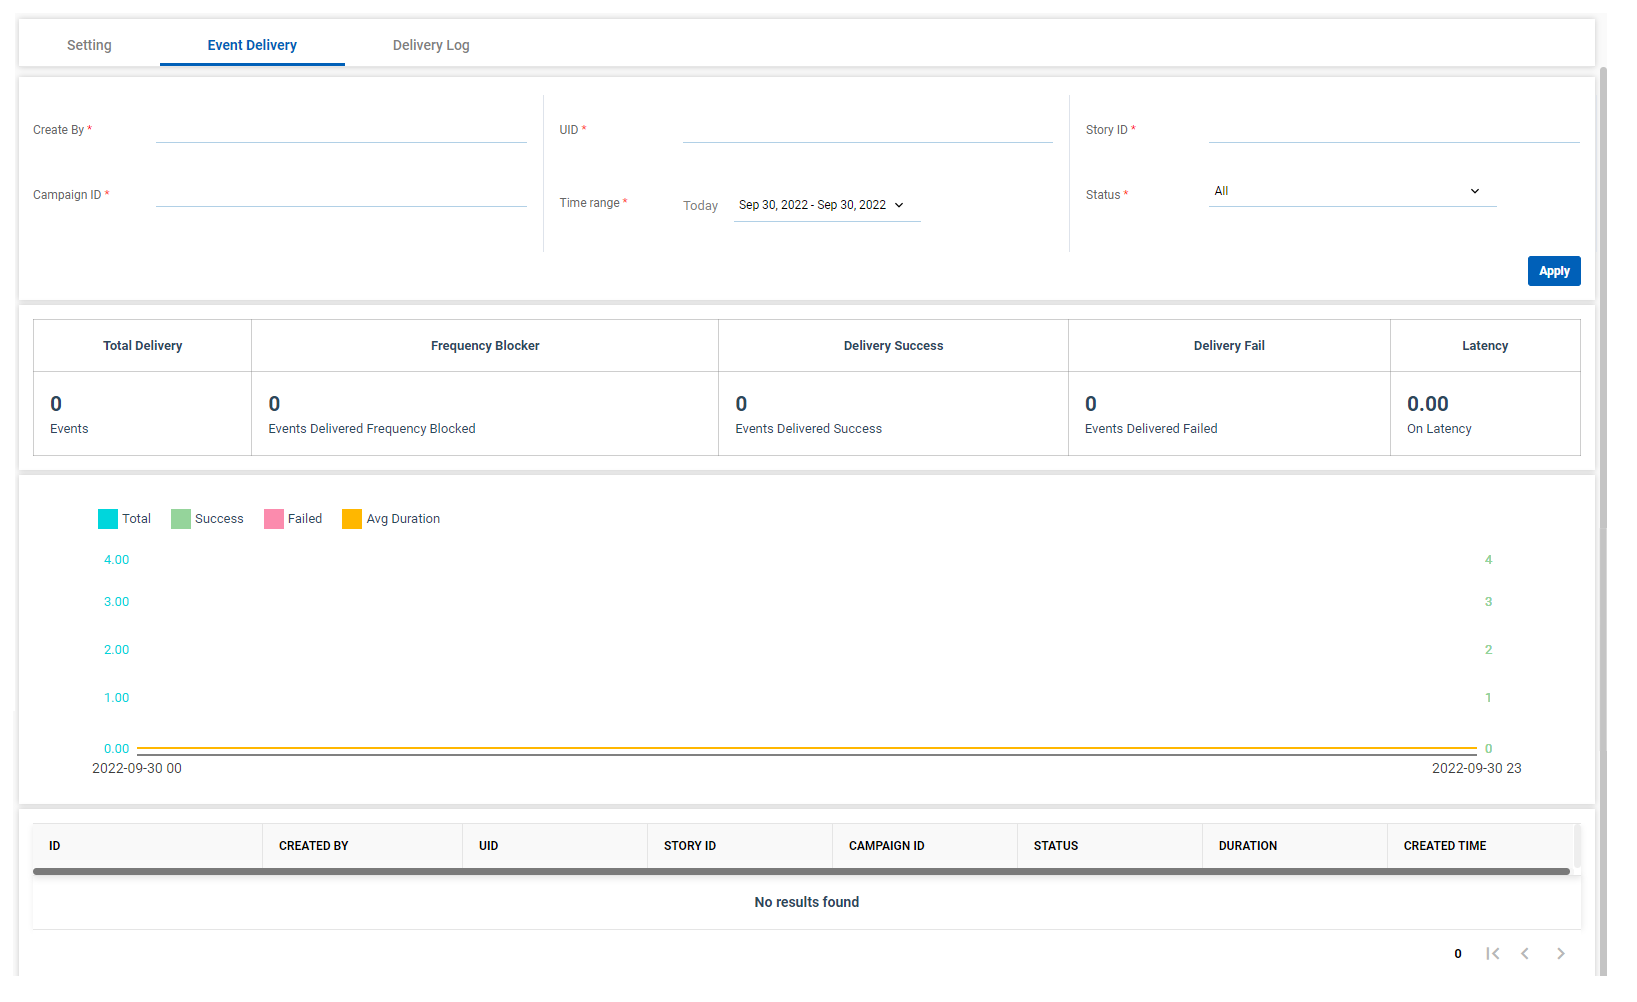 Setting Event Delivery Delivery Log
Create By * UID * Story ID *
Campaign ID * Time range * Today Sep 30, 2022 - Sep 30, 2022 Status * All
Apply
Total Delivery Frequency Blocker Delivery Success Delivery Fail Latency
0 0 0 0 0.00
Events Events Delivered Frequency Blocked Events Delivered Success Events Delivered Failed On Latency
Total Success Failed Avg Duration
4.00 4
3.00 3
2.00 2
1.00 1
0.00 0
2022-09-30 00 2022-09-30 23
ID CREATED BY UID STORY ID CAMPAIGN ID STATUS DURATION CREATED TIME
No results found
0